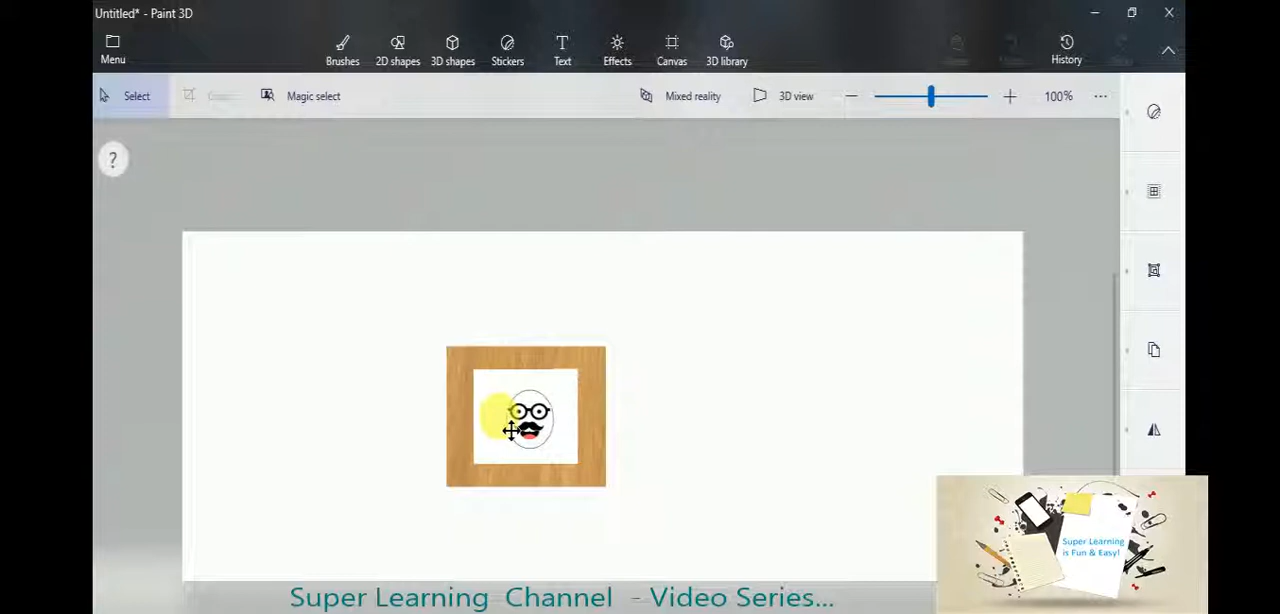 Untitled* - Paint 3D
Menu
Brushes
2D shapes
3D shapes
Stickers
Text
Effects
Canvas
3D library
History
Select
Magic select
Mixed reality
3D view
100%
?
Super Learning
is Fun & Easy!
Super Learning Channel - Video Series...